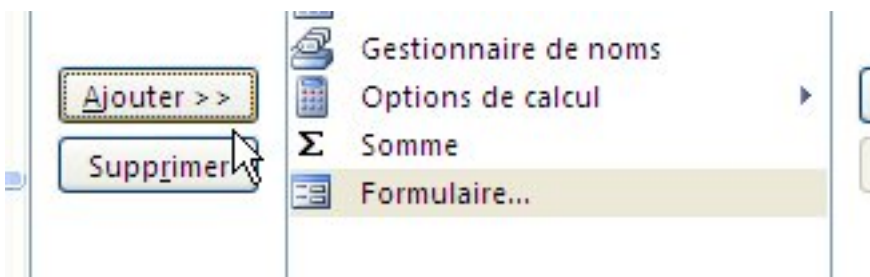 Ajouter >>
Supprimer
Gestionnaire de noms
Options de calcul
Σ Somme
Formulaire...